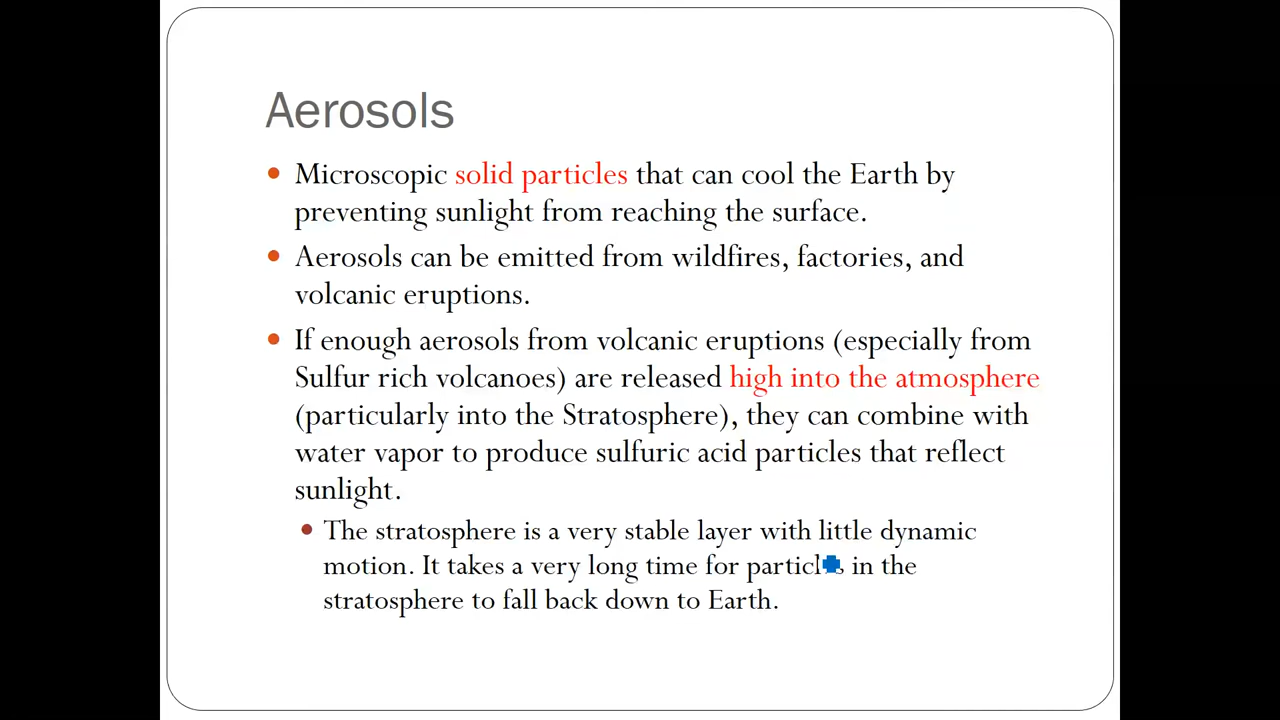 Aerosols
Microscopic solid particles that can cool the Earth by
preventing sunlight from reaching the surface.
Aerosols can be emitted from wildfires, factories, and
volcanic eruptions.
If enough aerosols from volcanic eruptions (especially from
Sulfur rich volcanoes) are released high into the atmosphere
(particularly into the Stratosphere), they can combine with
water vapor to produce sulfuric acid particles that reflect
sunlight.
The stratosphere is a very stable layer with little dynamic
motion. It takes a very long time for particles in the
stratosphere to fall back down to Earth.